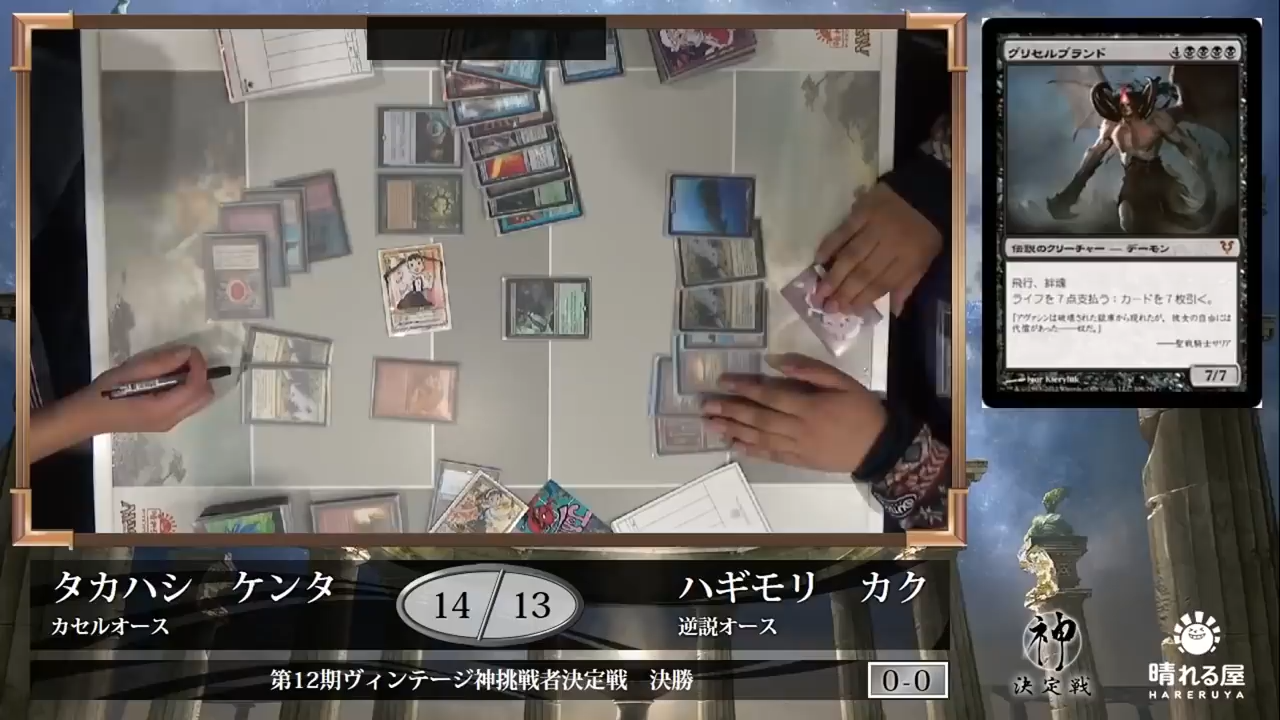 グリセルブランド
伝説のクリーチャー ― デーモン
飛行、絆魂
ライフを7点支払う：カードを7枚引く。
7/7
タカハシ　ケンタ
カセルオース
14 / 13
ハギモリ　カク
逆説オース
第12期ヴィンテージ神挑戦者決定戦　決勝
0-0
神
決定戦
晴れる屋
HARERUYA